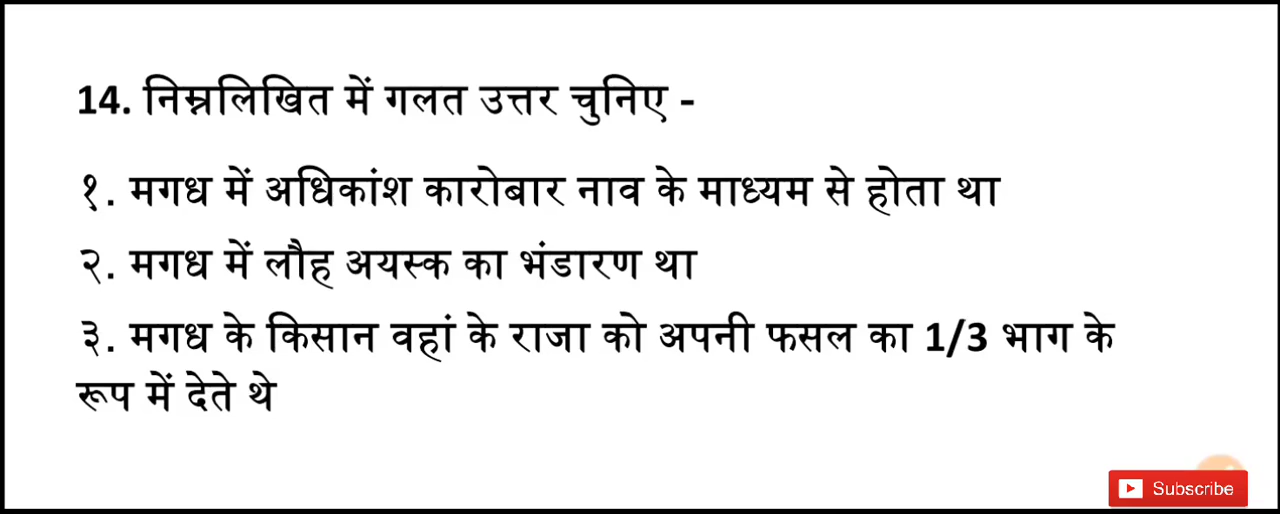 14. निम्नलिखित में गलत उत्तर चुनिए -
१. मगध में अधिकांश कारोबार नाव के माध्यम से होता था
२. मगध में लौह अयस्क का भंडारण था
३. मगध के किसान वहां के राजा को अपनी फसल का 1/3 भाग के
रूप में देते थे
Subscribe